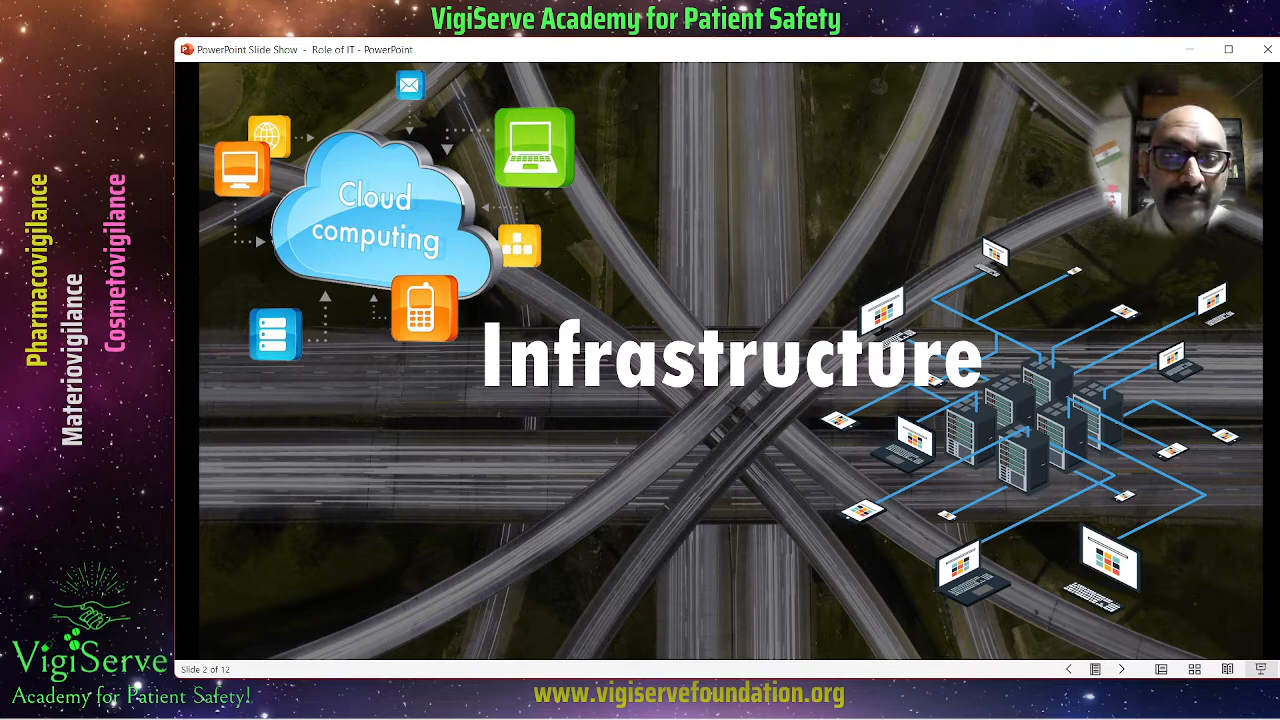 VigiServe Academy for Patient Safety
PowerPoint Slide Show - Role of IT - PowerPoint
Cloud
computing
Infrastructure
Pharmacovigilance
Materiovigilance
Cosmetovigilance
VigiServe
Academy for Patient Safety!
Slide 2 of 12
www.vigiservefoundation.org